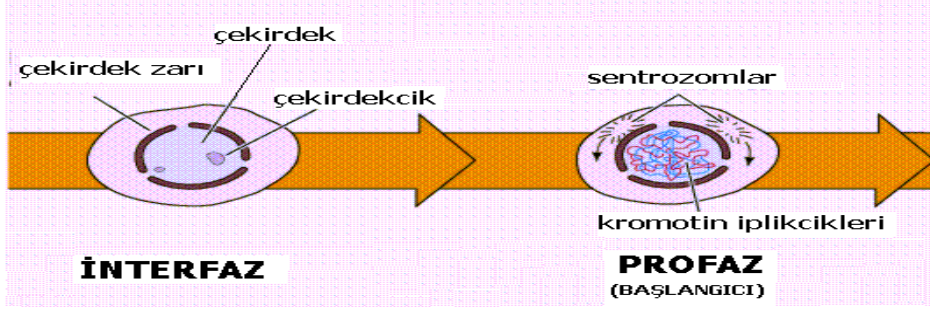 çekirdek
çekirdek zarı
çekirdekcik
sentrozomlar
kromotin iplikcikleri
İNTERFAZ
PROFAZ
(BAŞLANGICI)